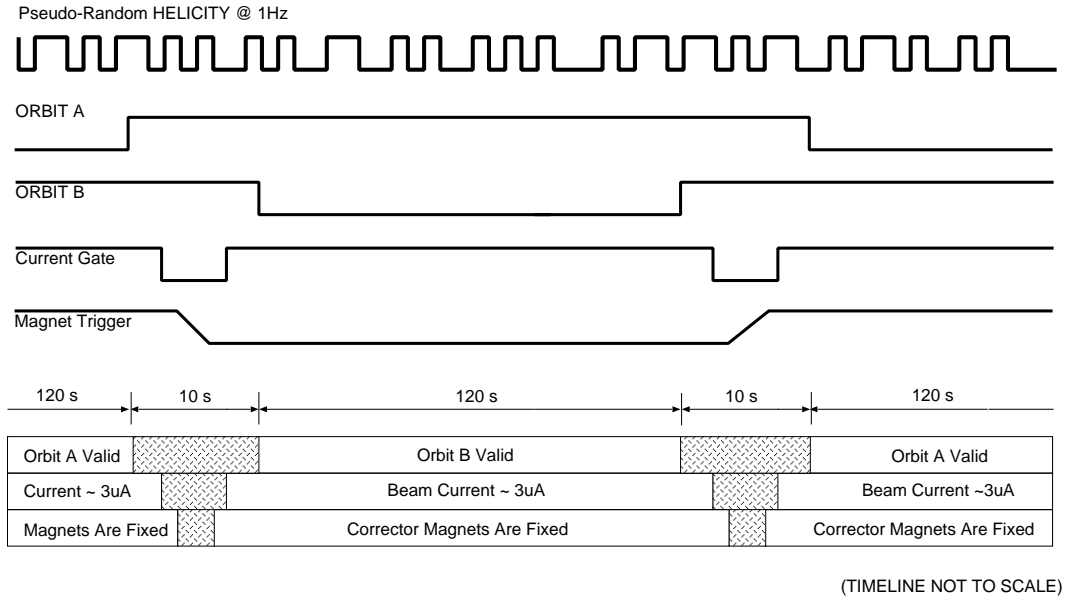 Pseudo-Random HELICITY @ 1Hz
ORBIT A
ORBIT B
Current Gate
Magnet Trigger
120 s 10 s 120 s 10 s 120 s
Orbit A Valid Orbit B Valid Orbit A Valid
Current ~ 3uA Beam Current ~ 3uA Beam Current ~3uA
Magnets Are Fixed Corrector Magnets Are Fixed Corrector Magnets Are Fixed
(TIMELINE NOT TO SCALE)